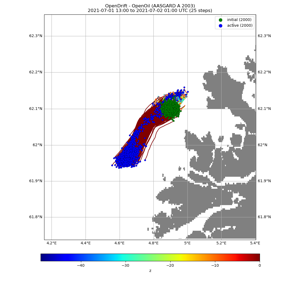 OpenDrift - OpenOil (AASGARD A 2003)
2021-07-01 13:00 to 2021-07-02 01:00 UTC (25 steps)
initial (2000)
active (2000)
62.3°N 62.3°N
62.2°N 62.2°N
62.1°N 62.1°N
62°N 62°N
61.9°N 61.9°N
61.8°N 61.8°N
4.2°E 4.4°E 4.6°E 4.8°E 5°E 5.2°E 5.4°E
−40 −30 −20 −10 0
z